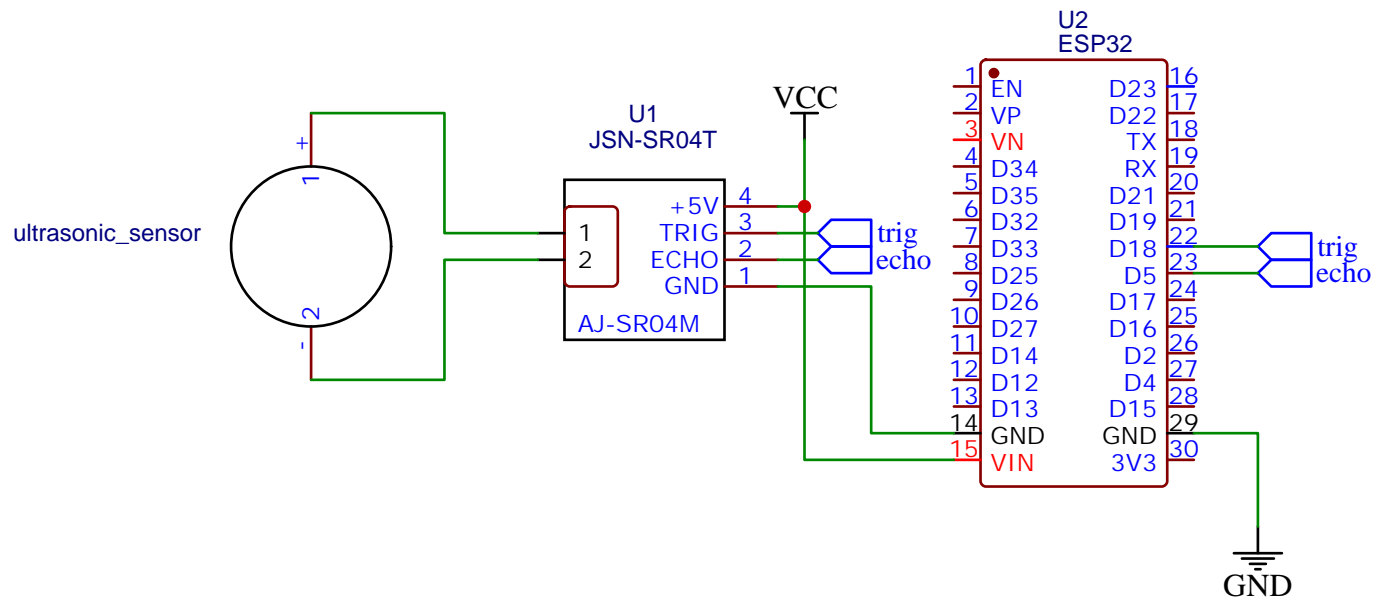 ultrasonic_sensor
+
1
2
-
U1
JSN-SR04T
1
2
+5V
TRIG
ECHO
GND
4
3
2
1
AJ-SR04M
trig
echo
VCC
U2
ESP32
1 EN
2 VP
3 VN
4 D34
5 D35
6 D32
7 D33
8 D25
9 D26
10 D27
11 D14
12 D12
13 D13
14 GND
15 VIN
D23 16
D22 17
TX 18
RX 19
D21 20
D19 21
D18 22
D5 23
D17 24
D16 25
D2 26
D4 27
D15 28
GND 29
3V3 30
trig
echo
GND